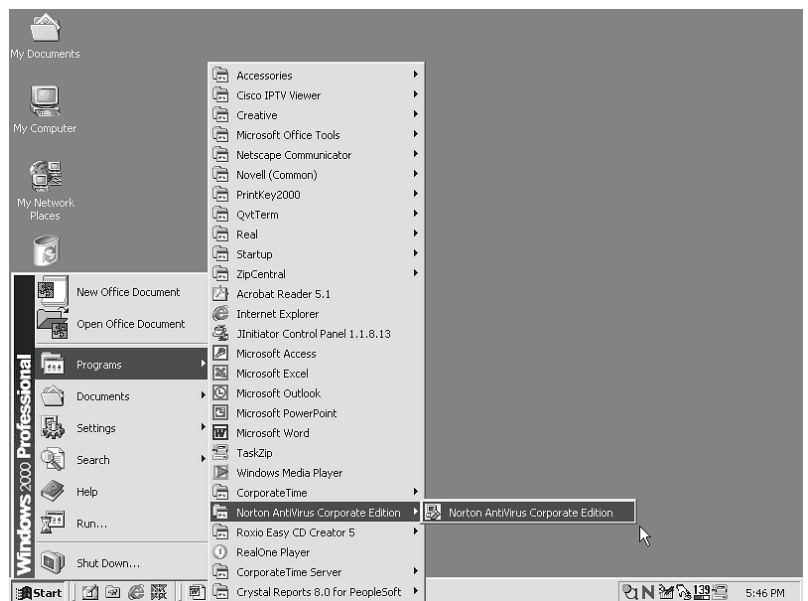 My Documents
My Computer
My Network
Places
Accessories
Cisco IPTV Viewer
Creative
Microsoft Office Tools
Netscape Communicator
Novell (Common)
PrintKey2000
QvtTerm
Real
Startup
ZipCentral
Acrobat Reader 5.1
Internet Explorer
JInitiator Control Panel 1.1.8.13
Microsoft Access
Microsoft Excel
Microsoft Outlook
Microsoft PowerPoint
Microsoft Word
TaskZip
Windows Media Player
CorporateTime
Norton AntiVirus Corporate Edition
Roxio Easy CD Creator 5
RealOne Player
CorporateTime Server
Crystal Reports 8.0 for PeopleSoft
Norton AntiVirus Corporate Edition
New Office Document
Open Office Document
Programs
Documents
Settings
Search
Help
Run...
Shut Down...
Windows 2000 Professional
Start
N
139
5:46 PM